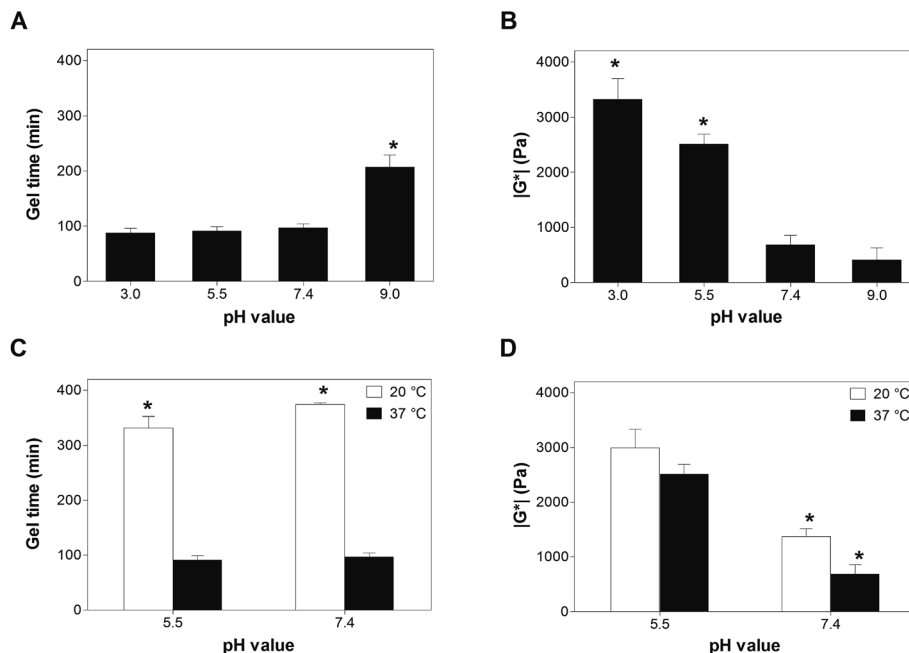 A
400
300
200
100
0
Gel time (min)
*
3.0 5.5 7.4 9.0
pH value
B
4000
3000
2000
1000
0
|G*| (Pa)
* *
3.0 5.5 7.4 9.0
pH value
C
400
300
200
100
0
Gel time (min)
20 °C
37 °C
* *
5.5 7.4
pH value
D
4000
3000
2000
1000
0
|G*| (Pa)
20 °C
37 °C
* *
5.5 7.4
pH value